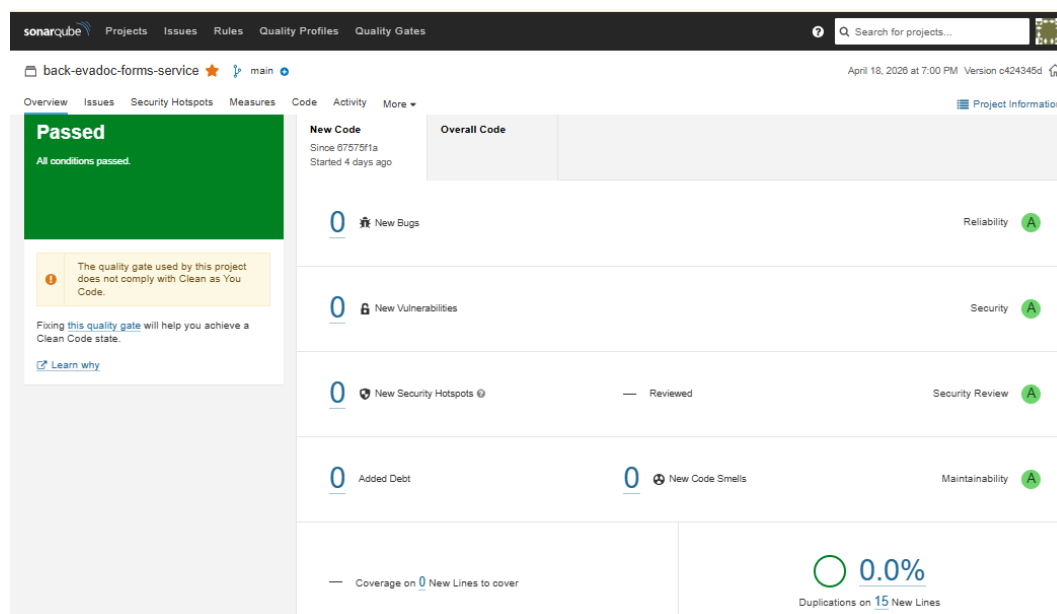 sonarqube Projects Issues Rules Quality Profiles Quality Gates ? Search for projects...
back-evadoc-forms-service main April 18, 2026 at 7:00 PM Version c424345d
Overview Issues Security Hotspots Measures Code Activity More Project Information
Passed
All conditions passed.
The quality gate used by this project
does not comply with Clean as You
Code.
Fixing this quality gate will help you achieve a
Clean Code state.
Learn why
New Code
Since 67575f1a
Started 4 days ago
Overall Code
0 New Bugs Reliability A
0 New Vulnerabilities Security A
0 New Security Hotspots ? — Reviewed Security Review A
0 Added Debt 0 New Code Smells Maintainability A
— Coverage on 0 New Lines to cover
0.0%
Duplications on 15 New Lines